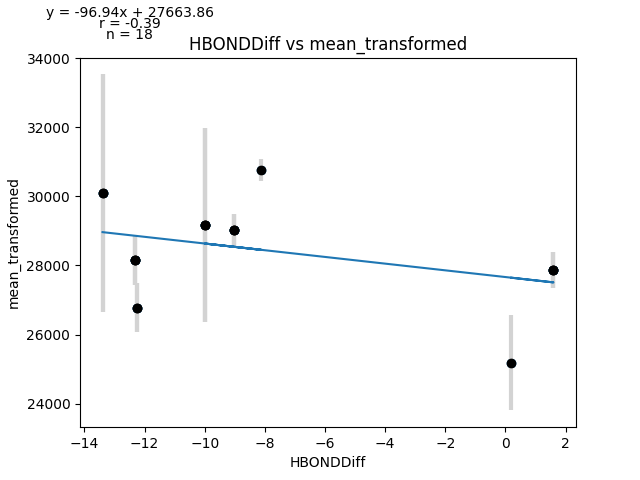 y = -96.94x + 27663.86
r = -0.39
n = 18
HBONDDiff vs mean_transformed
34000
32000
30000
28000
26000
24000
mean_transformed
−14
−12
−10
−8
−6
−4
−2
0
2
HBONDDiff